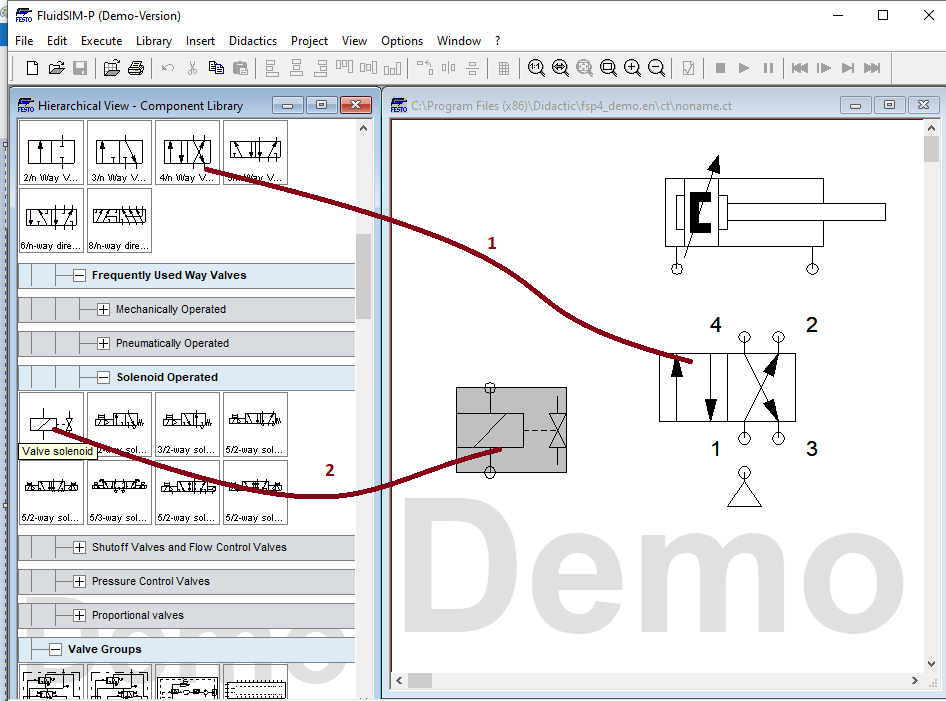 FESTO FluidSIM-P (Demo-Version)
File Edit Execute Library Insert Didactics Project View Options Window ?
1:1
FESTO Hierarchical View - Component Library
FESTO C:\Program Files (x86)\Didactic\fsp4_demo.en\ct\noname.ct
2/n Way V... 3/n Way V... 4/n Way V...
6/n-way dire... 8/n-way dire...
1
Frequently Used Way Valves
Mechanically Operated
4 2
Pneumatically Operated
Solenoid Operated
Valve solenoid 3/2-way sol... 5/2-way sol...
1 3
2
5/2-way sol... 5/3-way sol... 5/2-way sol... 5/2-way sol...
Shutoff Valves and Flow Control Valves
Pressure Control Valves
Proportional valves
Demo
Demo
Valve Groups